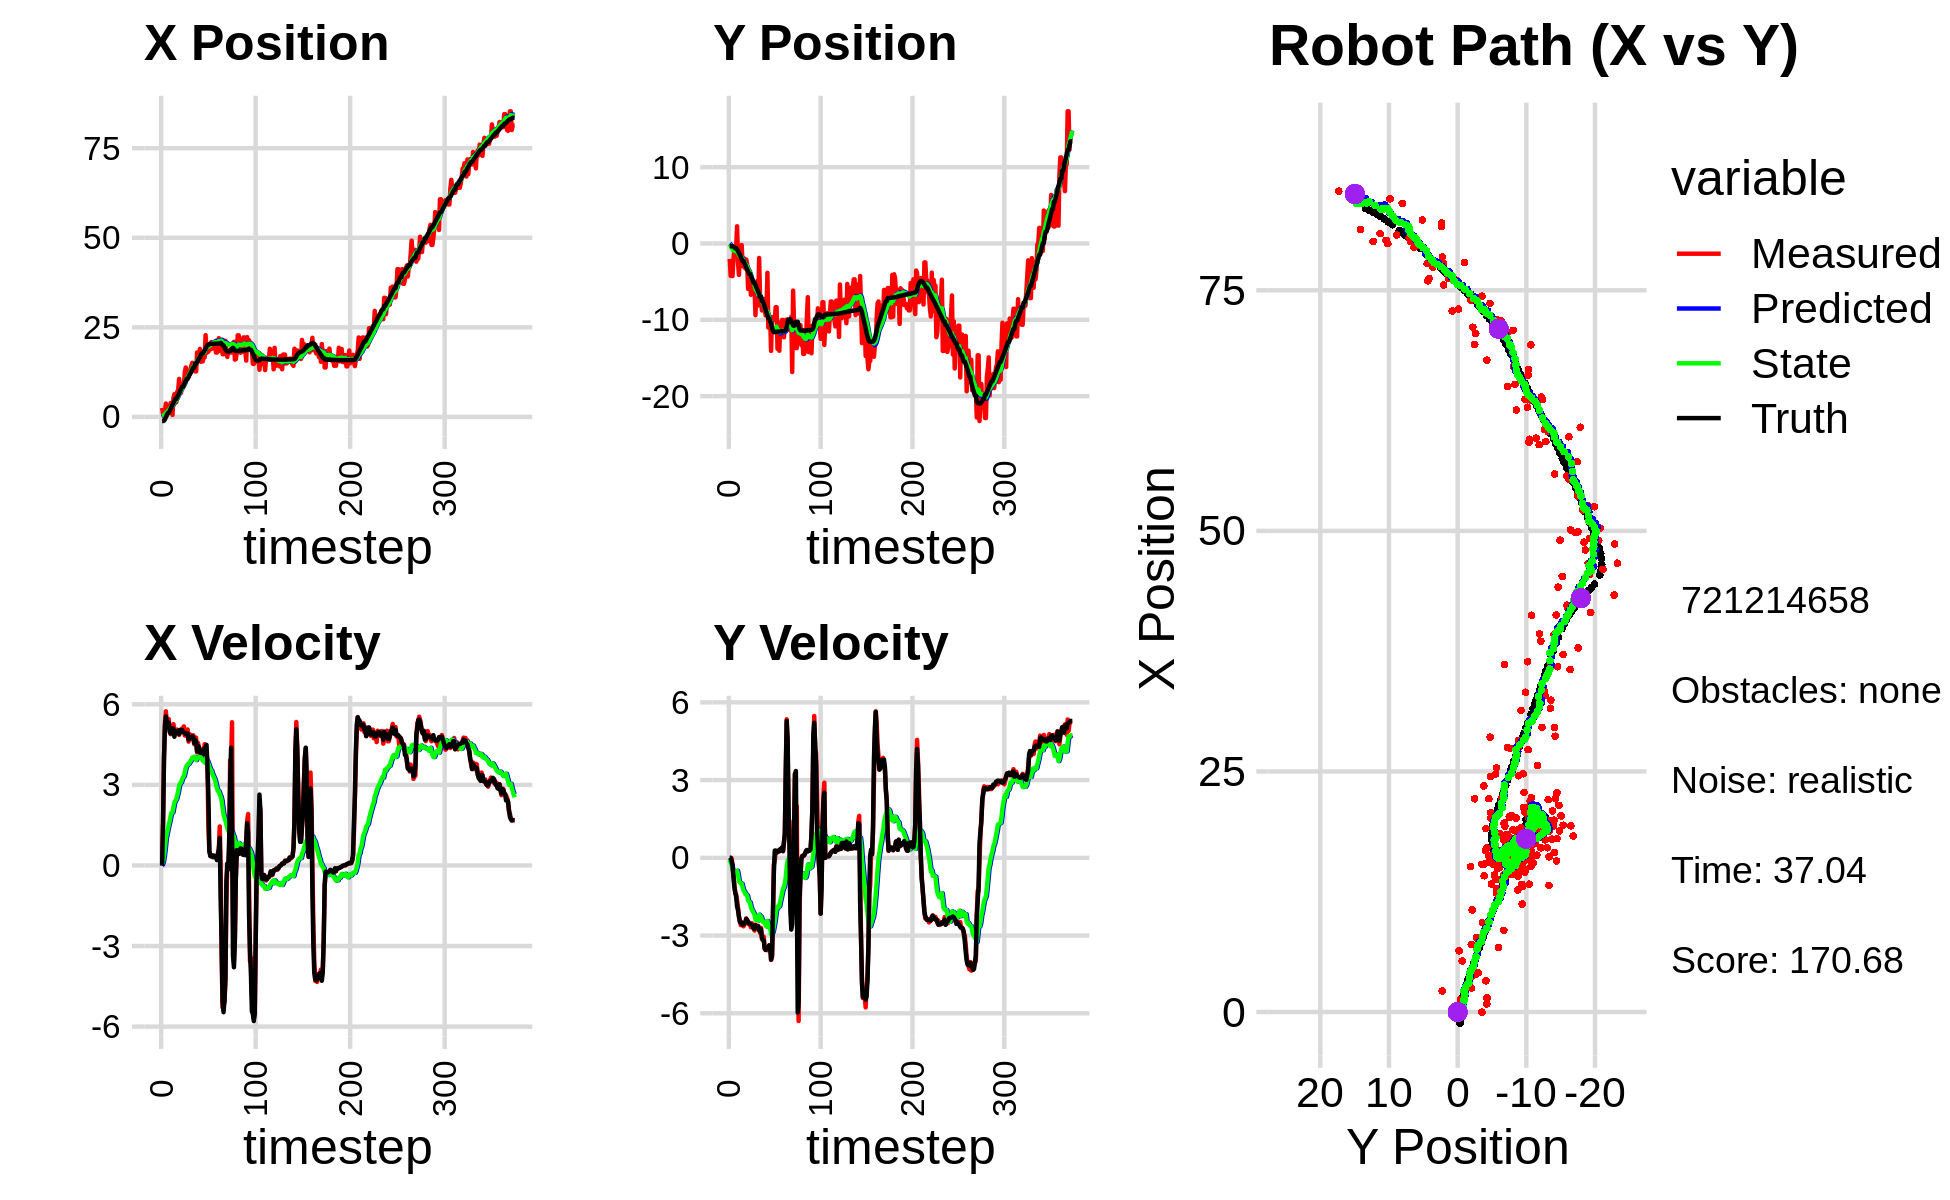 X Position
75
50
25
0
0
100
200
300
timestep
Y Position
10
0
-10
-20
0
100
200
300
timestep
X Velocity
6
3
0
-3
-6
0
100
200
300
timestep
Y Velocity
6
3
0
-3
-6
0
100
200
300
timestep
Robot Path (X vs Y)
X Position
75
50
25
0
20 10 0 -10 -20
Y Position
variable
Measured
Predicted
State
Truth
721214658
Obstacles: none
Noise: realistic
Time: 37.04
Score: 170.68